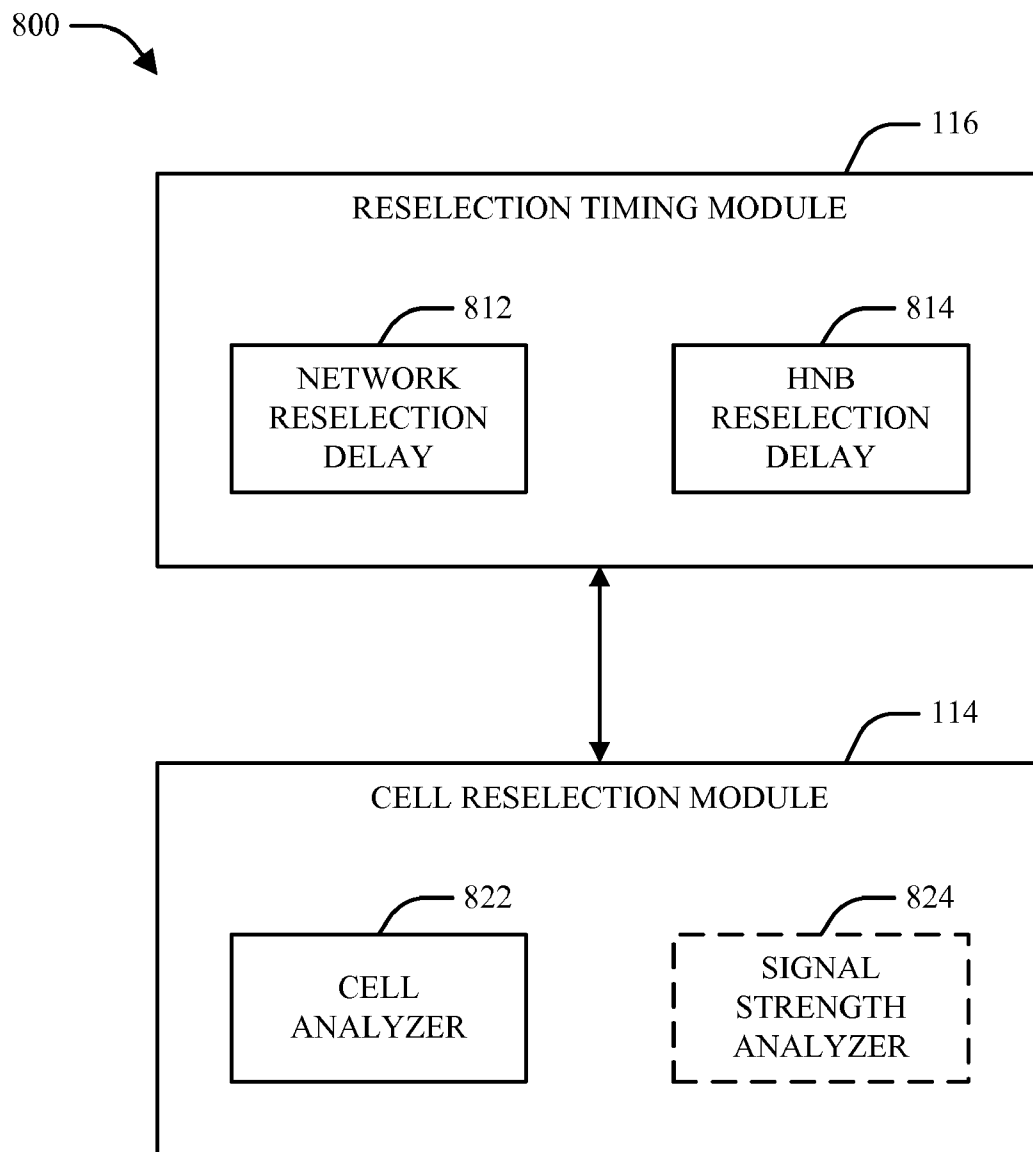 800
116
RESELECTION TIMING MODULE
812
814
NETWORK
RESELECTION
DELAY
HNB
RESELECTION
DELAY
114
CELL RESELECTION MODULE
822
824
CELL
ANALYZER
SIGNAL
STRENGTH
ANALYZER